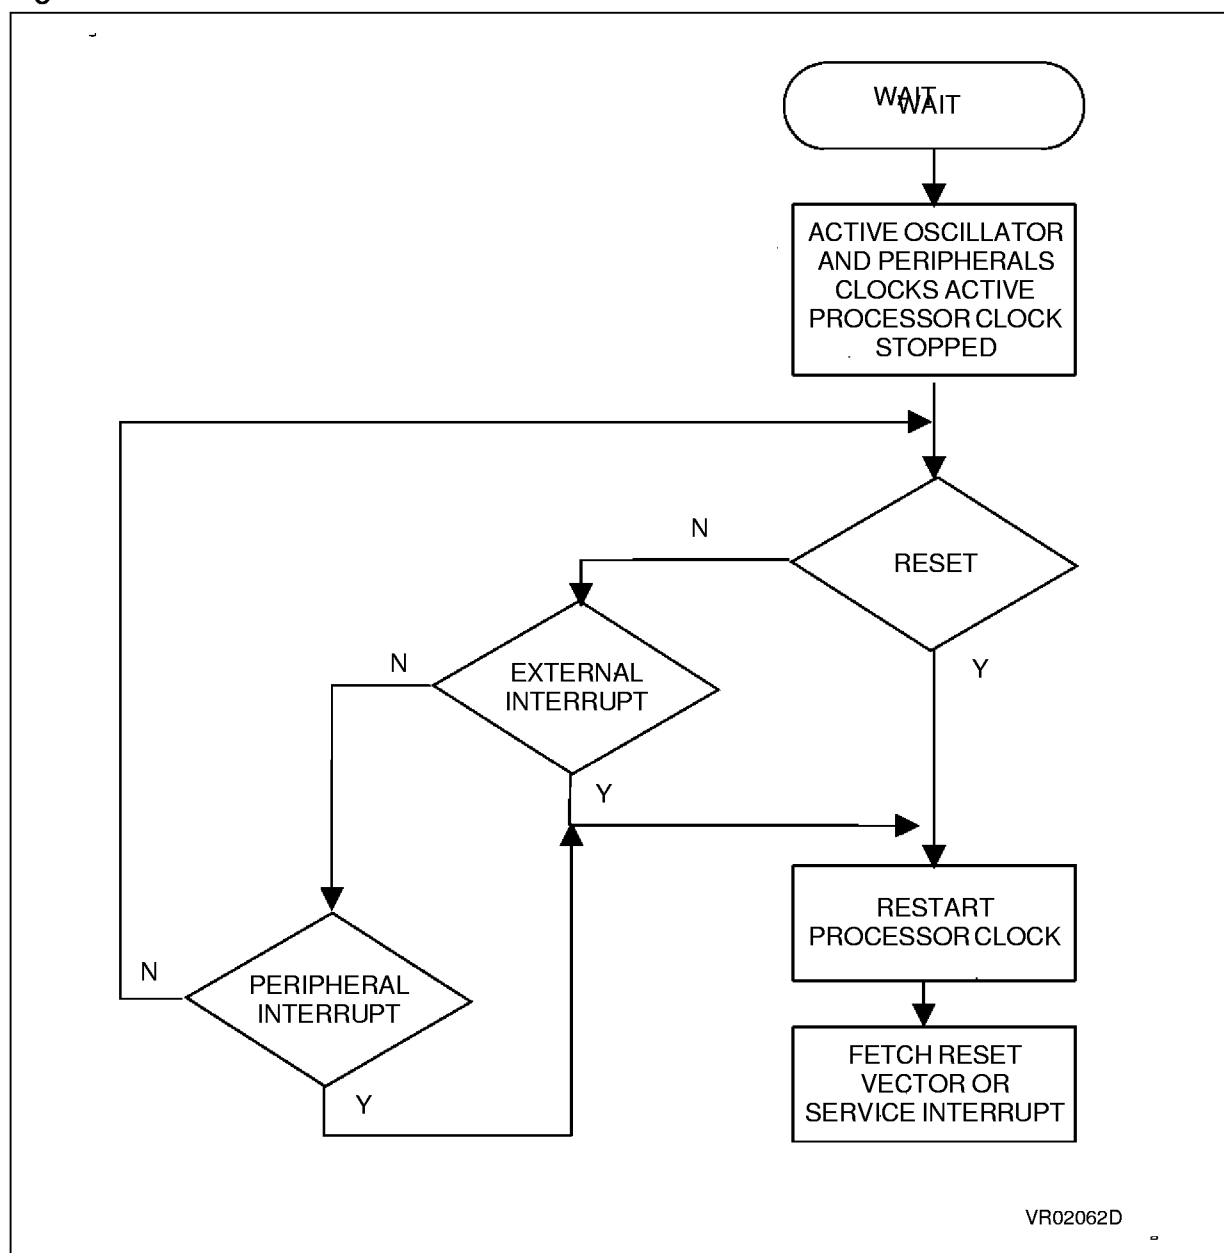 WAIT
WAIT
ACTIVE OSCILLATOR
AND PERIPHERALS
CLOCKS ACTIVE
PROCESSOR CLOCK
STOPPED
N
RESET
Y
N
EXTERNAL
INTERRUPT
Y
RESTART
PROCESSOR CLOCK
N
PERIPHERAL
INTERRUPT
Y
FETCH RESET
VECTOR OR
SERVICE INTERRUPT
VR02062D